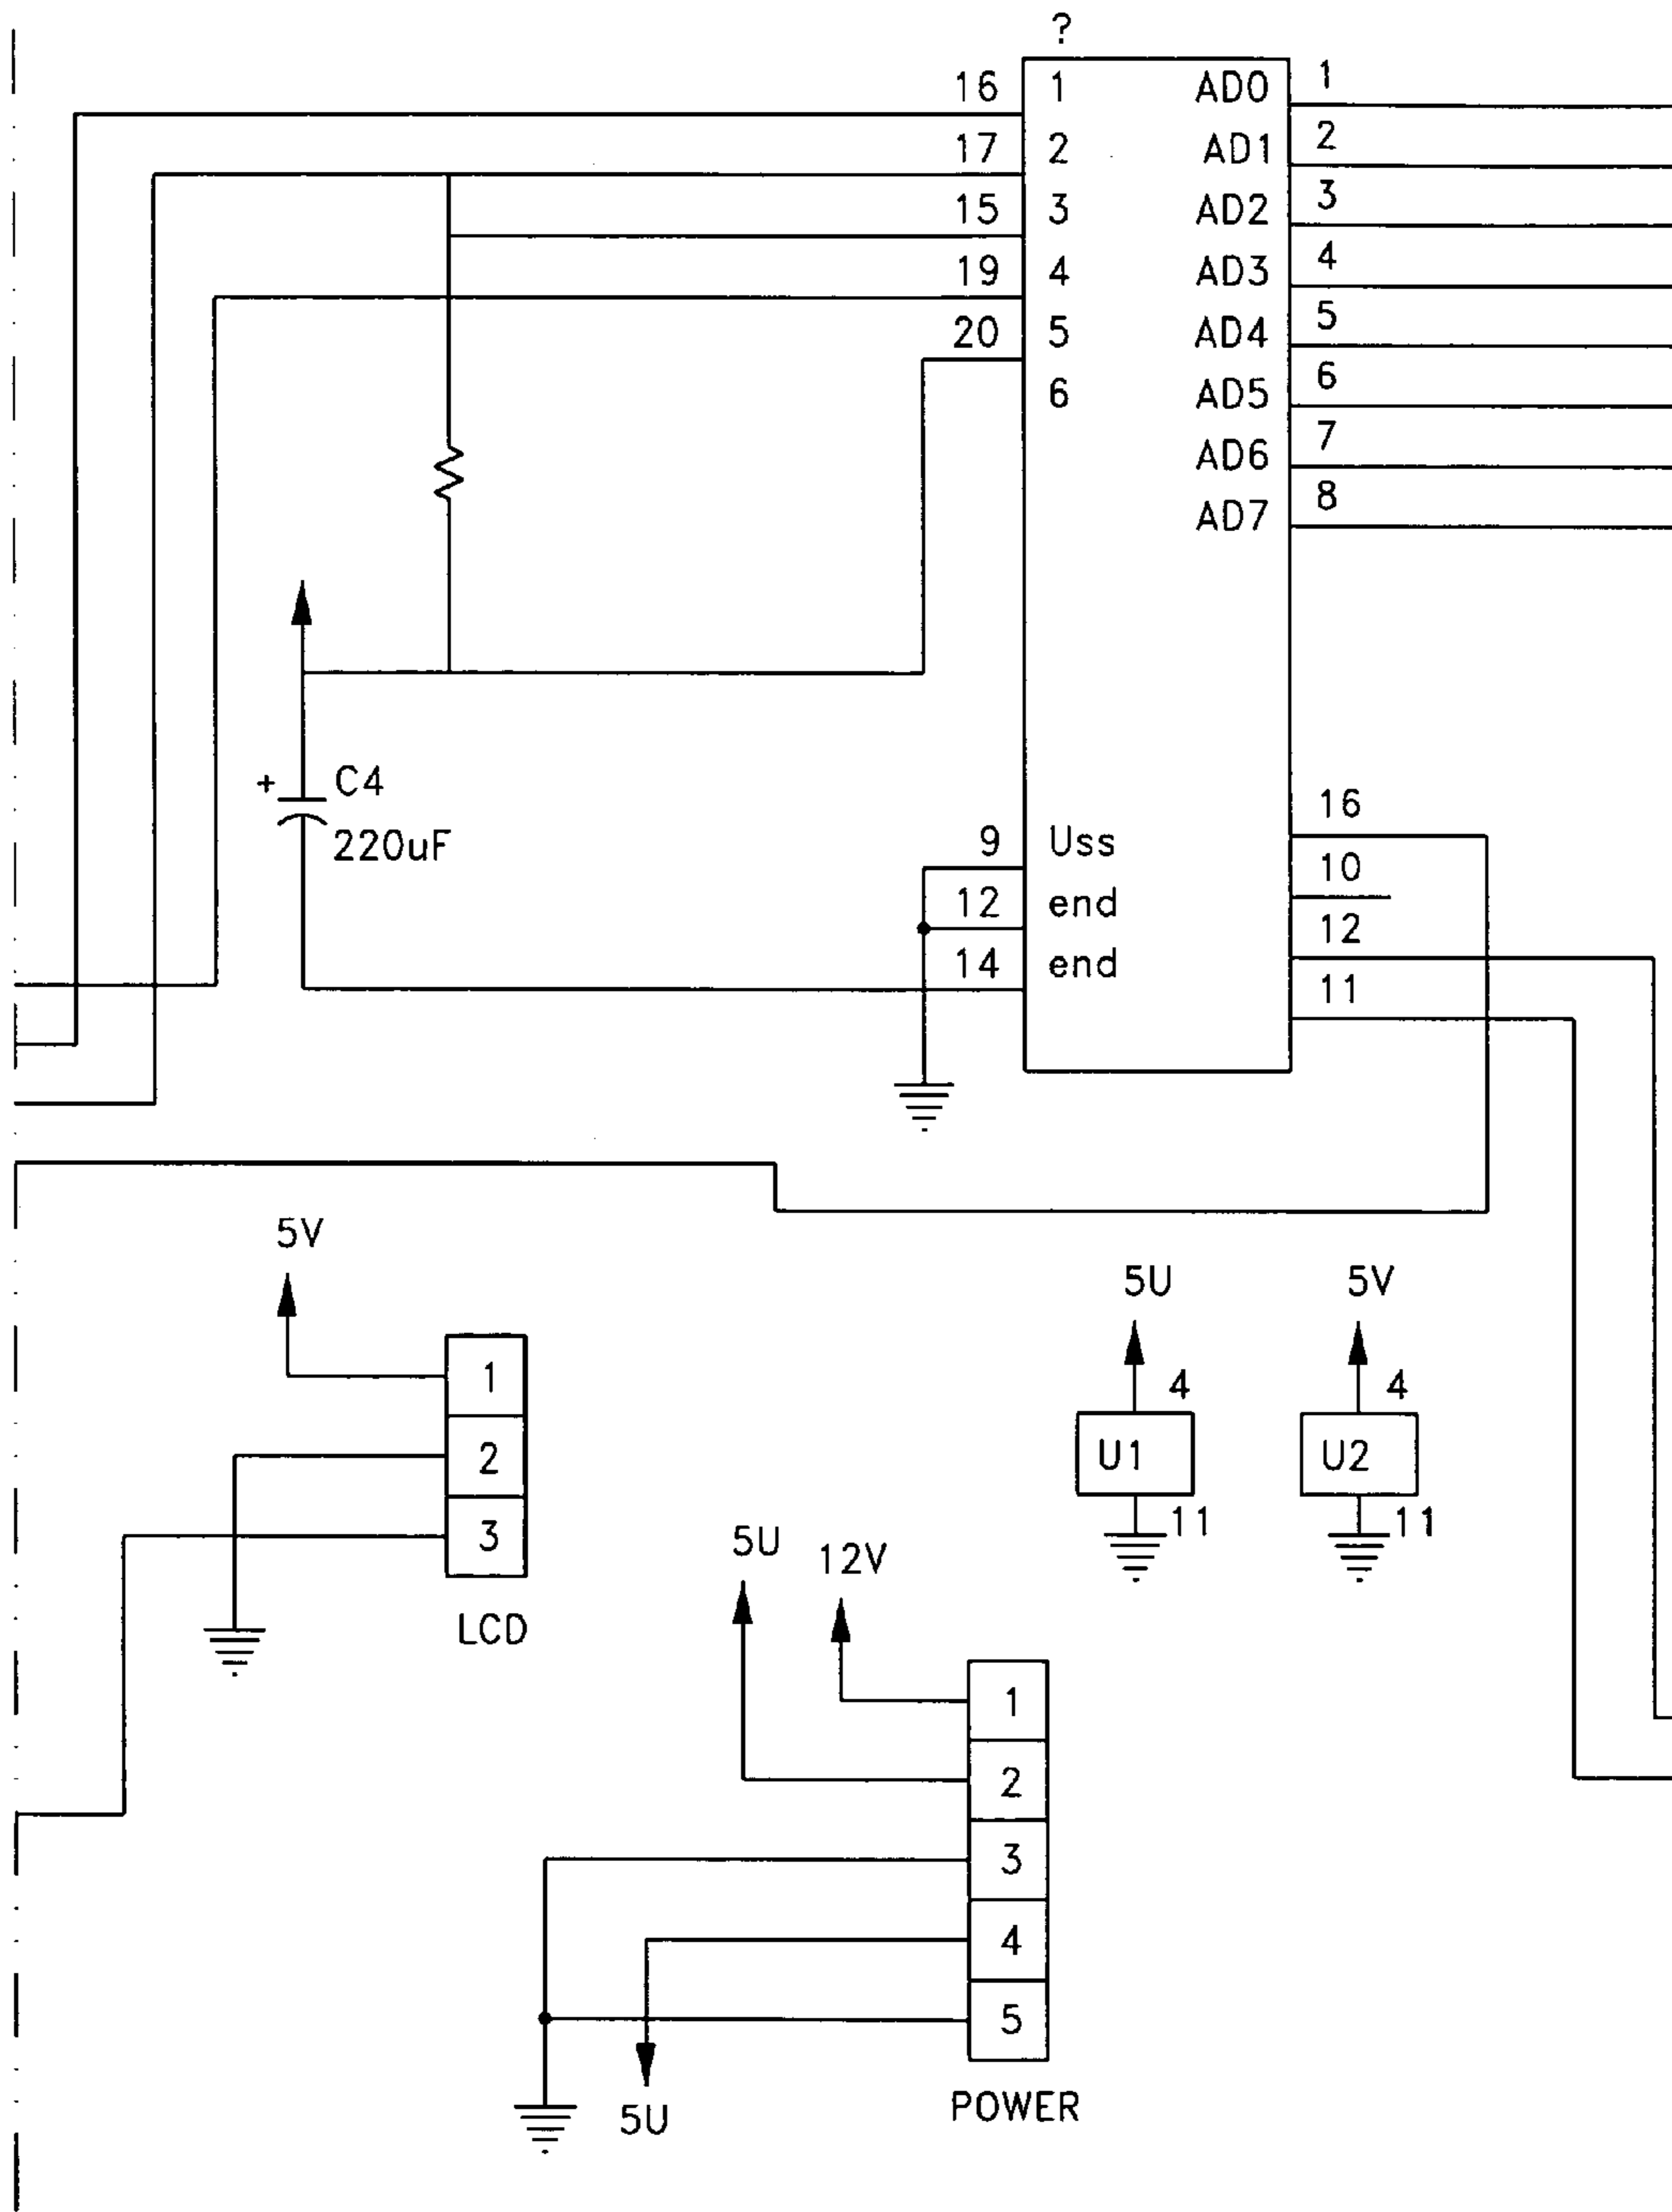 ?
16 1 AD0 1
17 2 AD1 2
15 3 AD2 3
19 4 AD3 4
20 5 AD4 5
6 AD5 6
AD6 7
AD7 8
+ C4
220uF
16
9 Uss
10
12 end
12
14 end
11
5V
5U 5V
1
4 4
2
U1 U2
3
11 11
LCD
5U 12V
1
2
3
4
5
5U
POWER